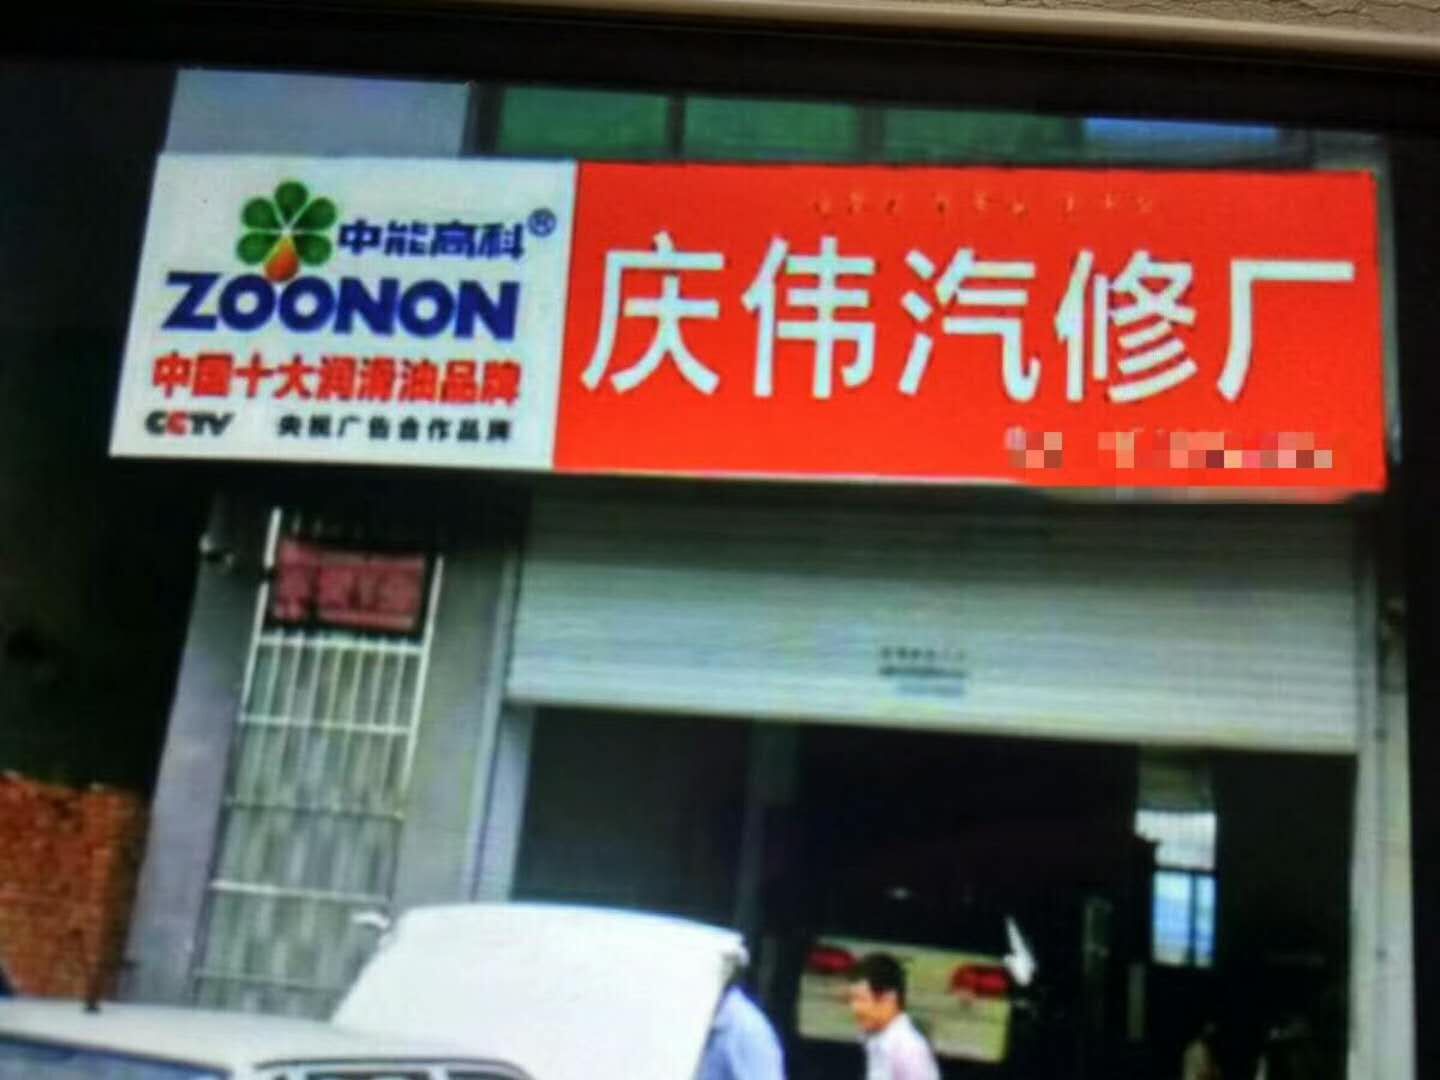 中能高科®
ZOONON
中国十大润滑油品牌
CCTV 央视广告合作品牌
庆伟汽修厂